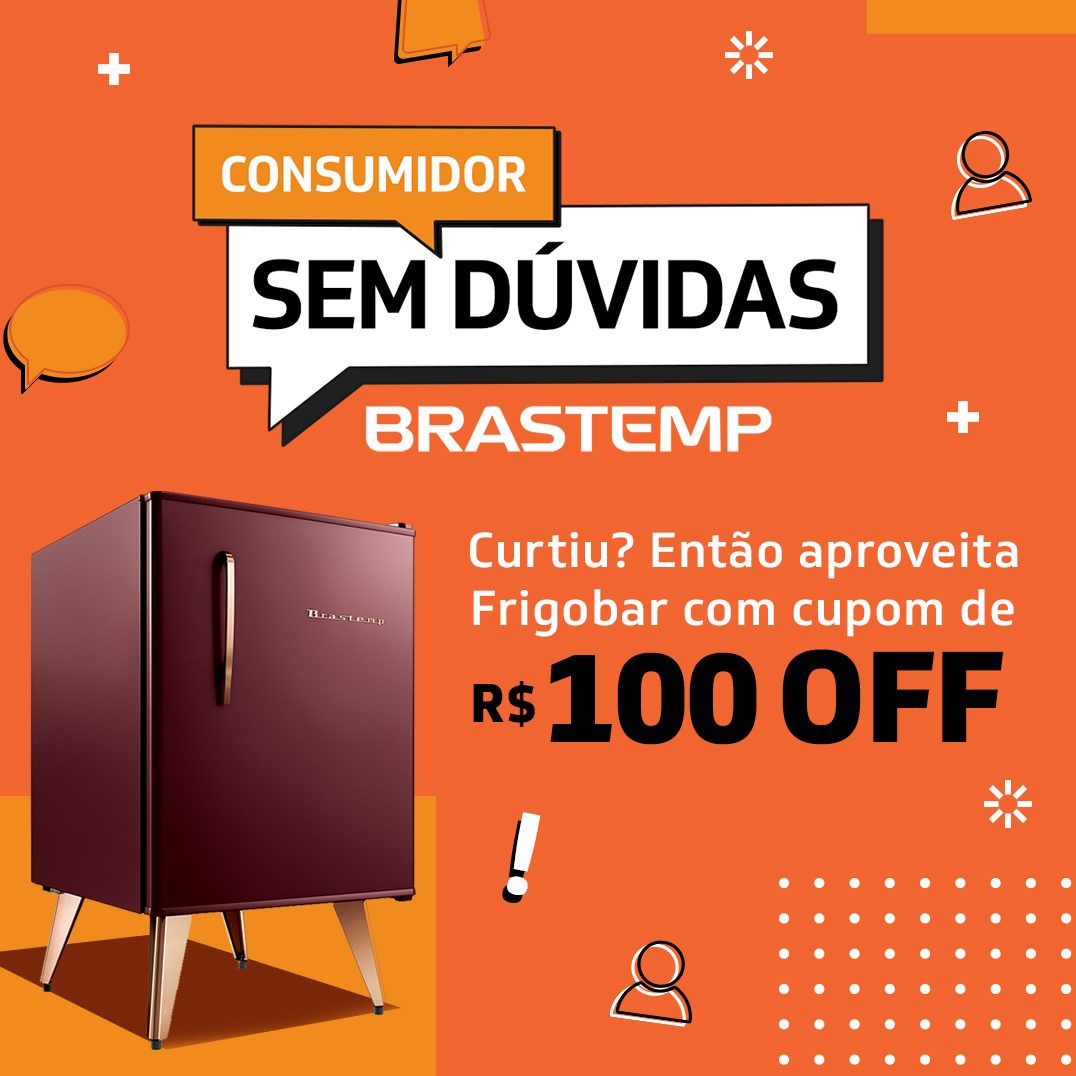 CONSUMIDOR
SEM DÚVIDAS
BRASTEMP
Brastemp
Curtiu? Então aproveita
Frigobar com cupom de
R$ 100 OFF